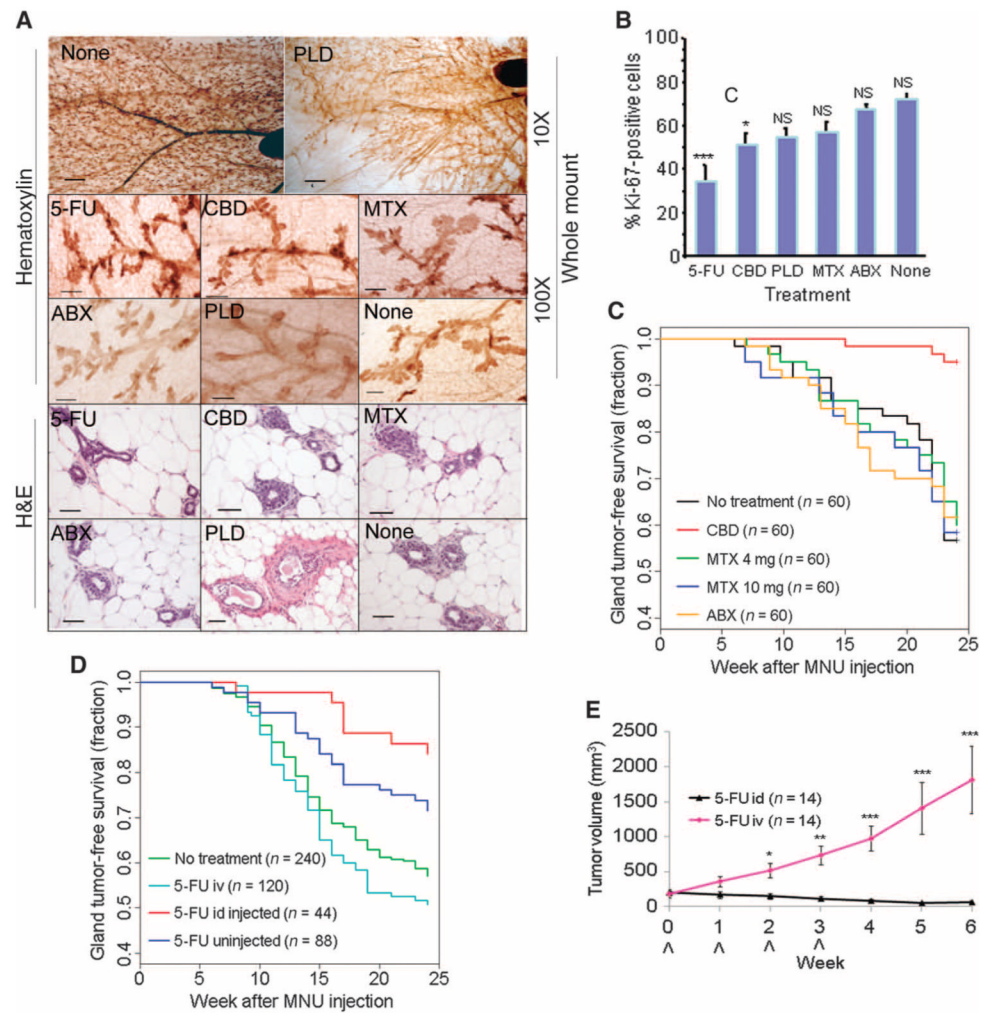 A
None
PLD
10X
5-FU
CBD
MTX
Hematoxylin
Whole mount
100X
ABX
PLD
None
5-FU
CBD
MTX
H&E
ABX
PLD
None
B
100
80
60
40
20
0
% Ki-67-positive cells
C
***
*
NS
NS
NS
NS
5-FU CBD PLD MTX ABX None
Treatment
C
1.0
0.9
0.8
0.7
0.6
0.5
0.4
Gland tumor-free survival (fraction)
No treatment (n = 60)
CBD (n = 60)
MTX 4 mg (n = 60)
MTX 10 mg (n = 60)
ABX (n = 60)
0 5 10 15 20 25
Week after MNU injection
D
1.0
0.9
0.8
0.7
0.6
0.5
0.4
Gland tumor-free survival (fraction)
No treatment (n = 240)
5-FU iv (n = 120)
5-FU id injected (n = 44)
5-FU uninjected (n = 88)
0 5 10 15 20 25
Week after MNU injection
E
2500
2000
1500
1000
500
0
Tumor volume (mm³)
5-FU id (n = 14)
5-FU iv (n = 14)
*
**
***
***
***
0 1 2 3 4 5 6
^ ^ ^ ^
Week